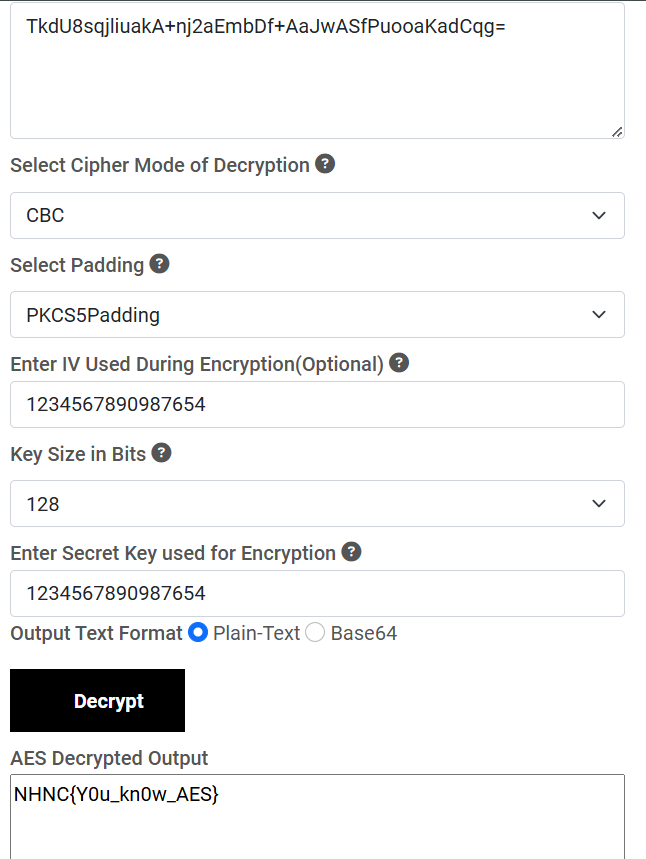 TkdU8sqjliuakA+nj2aEmbDf+AaJwASfPuooaKadCqg=
Select Cipher Mode of Decryption ?
CBC
Select Padding ?
PKCS5Padding
Enter IV Used During Encryption(Optional) ?
1234567890987654
Key Size in Bits ?
128
Enter Secret Key used for Encryption ?
1234567890987654
Output Text Format Plain-Text Base64
Decrypt
AES Decrypted Output
NHNC{Y0u_kn0w_AES}